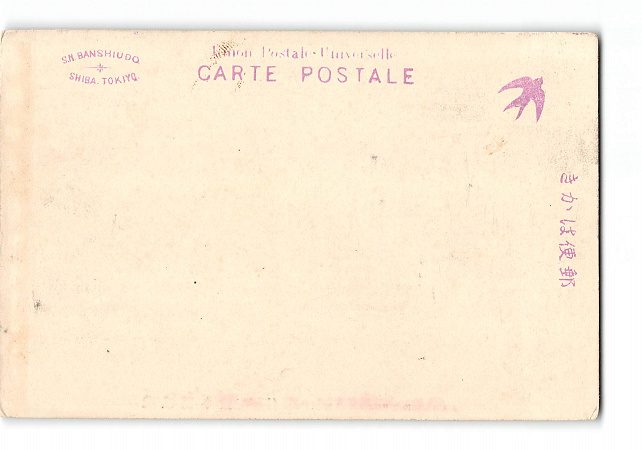 S.N. BANSHIUDO
SHIBA. TOKIYO.
Union Postale Universelle
CARTE POSTALE
きかは便郵